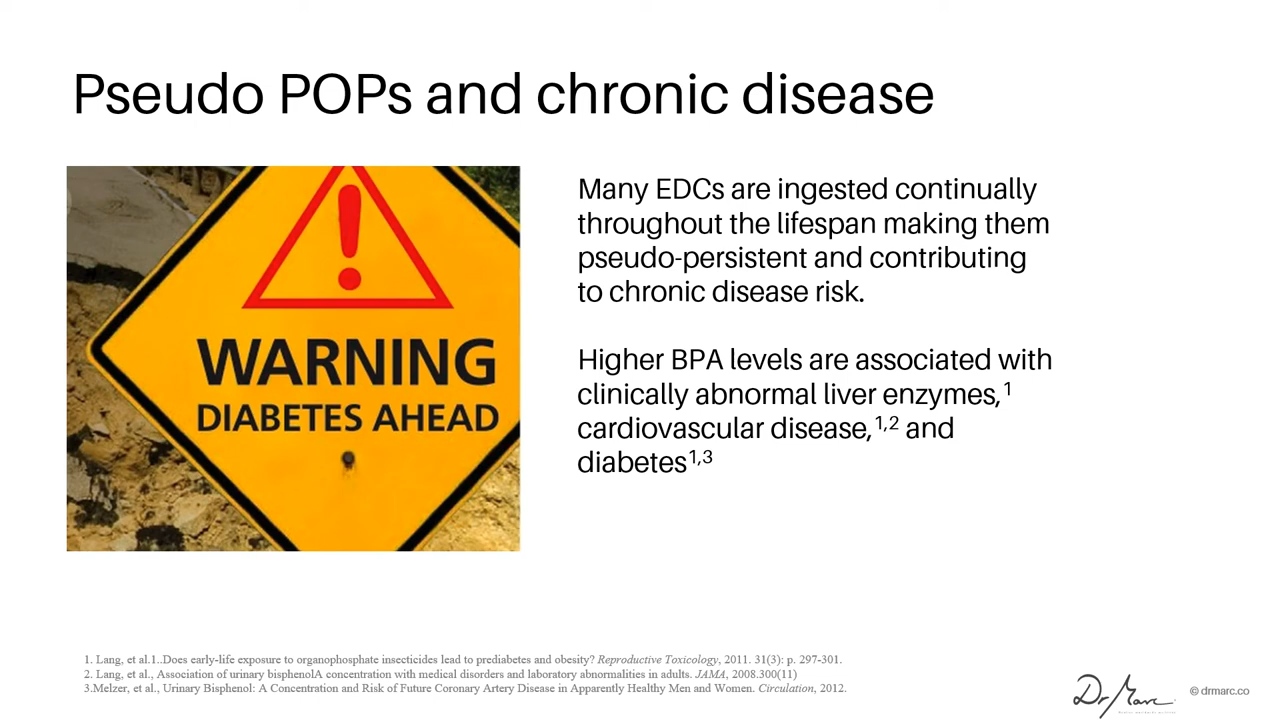 Pseudo POPs and chronic disease
WARNING
DIABETES AHEAD
Many EDCs are ingested continually
throughout the lifespan making them
pseudo-persistent and contributing
to chronic disease risk.
Higher BPA levels are associated with
clinically abnormal liver enzymes,¹
cardiovascular disease,¹,² and
diabetes¹,³
1. Lang, et al.1..Does early-life exposure to organophosphate insecticides lead to prediabetes and obesity? Reproductive Toxicology, 2011. 31(3): p. 297-301.
2. Lang, et al., Association of urinary bisphenolA concentration with medical disorders and laboratory abnormalities in adults. JAMA, 2008.300(11)
3.Melzer, et al., Urinary Bisphenol: A Concentration and Risk of Future Coronary Artery Disease in Apparently Healthy Men and Women. Circulation, 2012.
Dr Marc
© drmarc.co